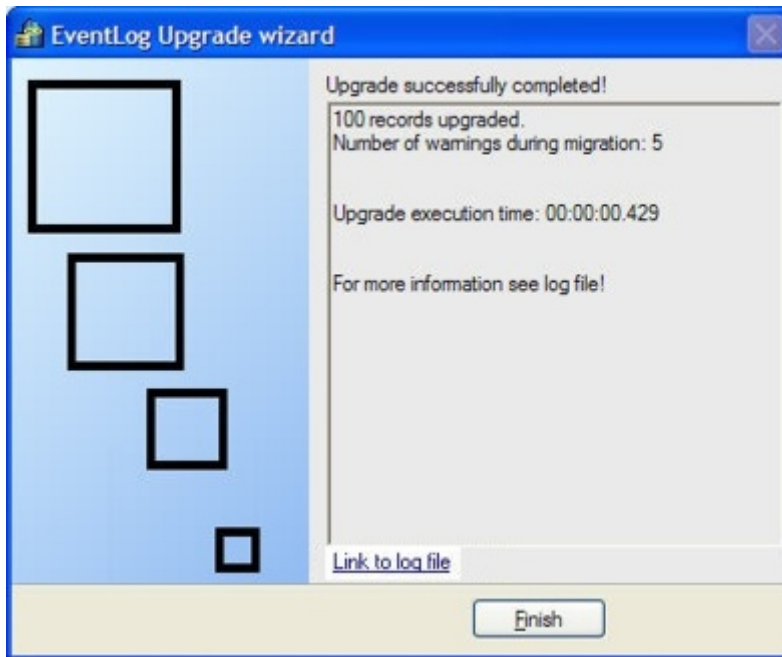 EventLog Upgrade wizard
Upgrade successfully completed!
100 records upgraded.
Number of warnings during migration: 5
Upgrade execution time: 00:00:00.429
For more information see log file!
Link to log file
Finish